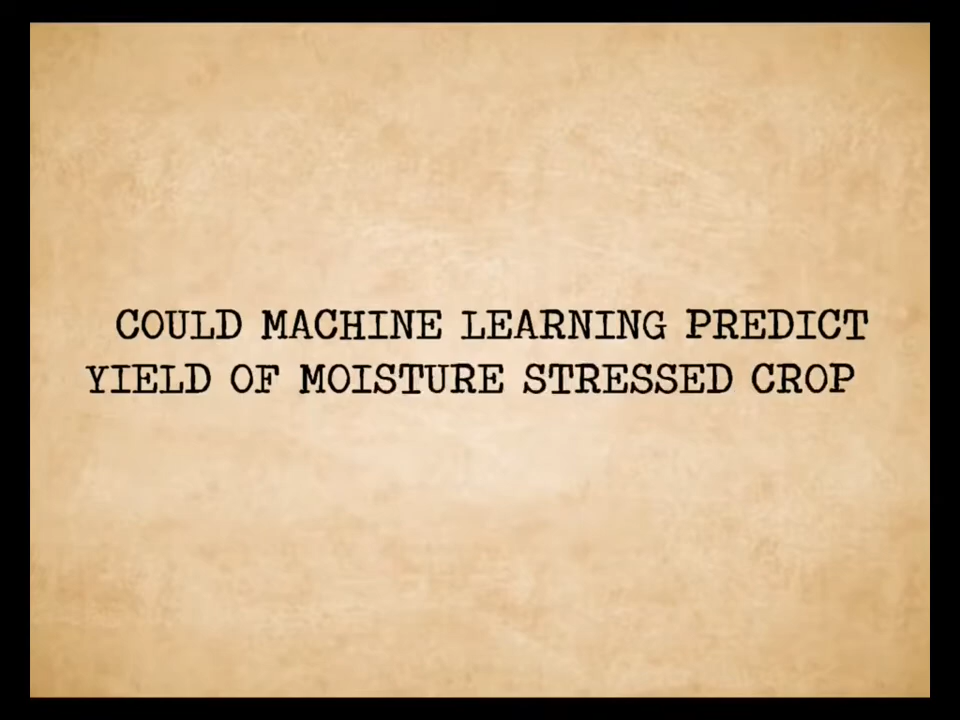 COULD MACHINE LEARNING PREDICT
YIELD OF MOISTURE STRESSED CROP